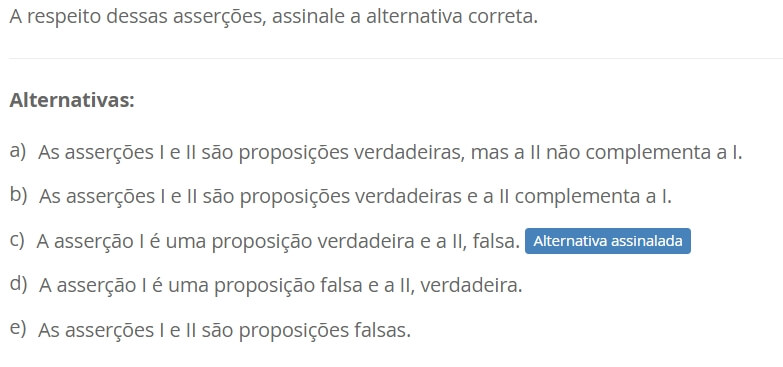 A respeito dessas asserções, assinale a alternativa correta.
Alternativas:
a) As asserções I e II são proposições verdadeiras, mas a II não complementa a I.
b) As asserções I e II são proposições verdadeiras e a II complementa a I.
c) A asserção I é uma proposição verdadeira e a II, falsa. Alternativa assinalada
d) A asserção I é uma proposição falsa e a II, verdadeira.
e) As asserções I e II são proposições falsas.